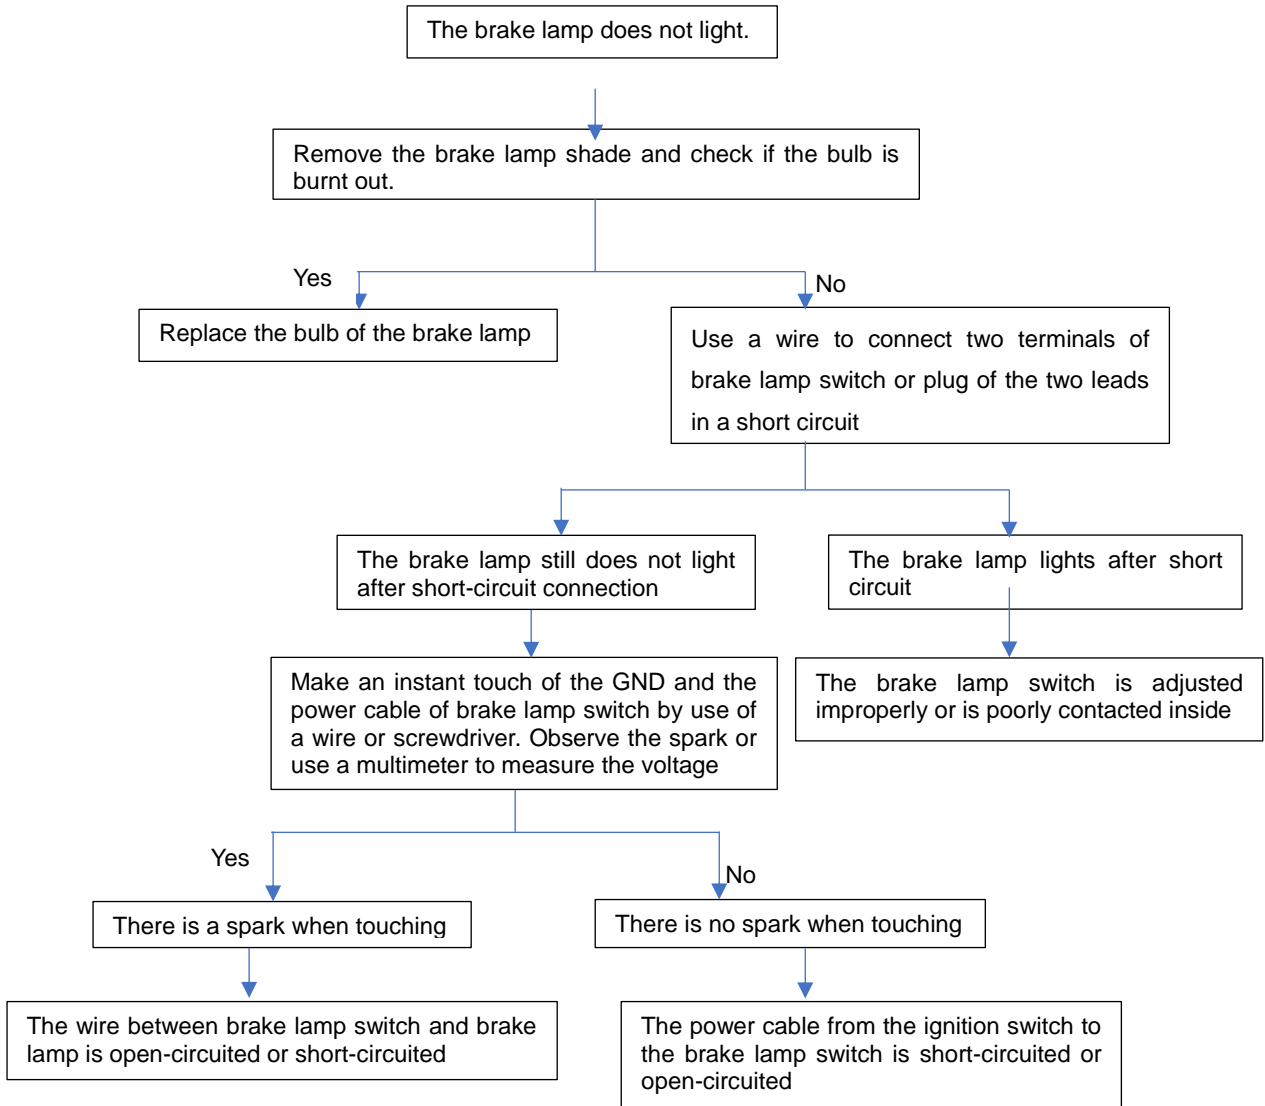 The brake lamp does not light.
Remove the brake lamp shade and check if the bulb is
burnt out.
Yes
No
Replace the bulb of the brake lamp
Use a wire to connect two terminals of
brake lamp switch or plug of the two leads
in a short circuit
The brake lamp still does not light
after short-circuit connection
The brake lamp lights after short
circuit
Make an instant touch of the GND and the
power cable of brake lamp switch by use of
a wire or screwdriver. Observe the spark or
use a multimeter to measure the voltage
The brake lamp switch is adjusted
improperly or is poorly contacted inside
Yes
No
There is a spark when touching
There is no spark when touching
The wire between brake lamp switch and brake
lamp is open-circuited or short-circuited
The power cable from the ignition switch to
the brake lamp switch is short-circuited or
open-circuited